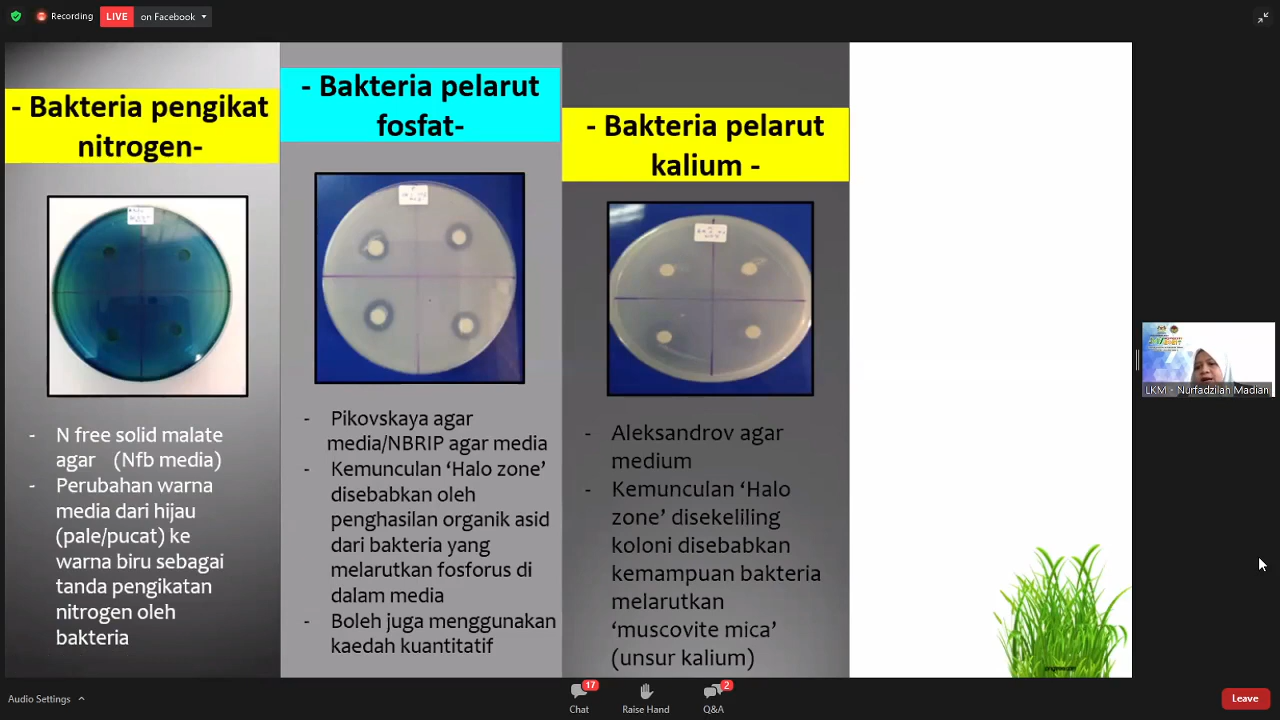 Recording
LIVE
on Facebook
- Bakteria pengikat
nitrogen-
- N free solid malate
agar (Nfb media)
- Perubahan warna
media dari hijau
(pale/pucat) ke
warna biru sebagai
tanda pengikatan
nitrogen oleh
bakteria
- Bakteria pelarut
fosfat-
- Pikovskaya agar
media/NBRIP agar media
- Kemunculan ‘Halo zone’
disebabkan oleh
penghasilan organik asid
dari bakteria yang
melarutkan fosforus di
dalam media
- Boleh juga menggunakan
kaedah kuantitatif
- Bakteria pelarut
kalium -
- Aleksandrov agar
medium
- Kemunculan ‘Halo
zone’ disekeliling
koloni disebabkan
kemampuan bakteria
melarutkan
‘muscovite mica’
(unsur kalium)
LKM - Nurfadzilah Madian
Audio Settings
17
Chat
Raise Hand
2
Q&A
Leave